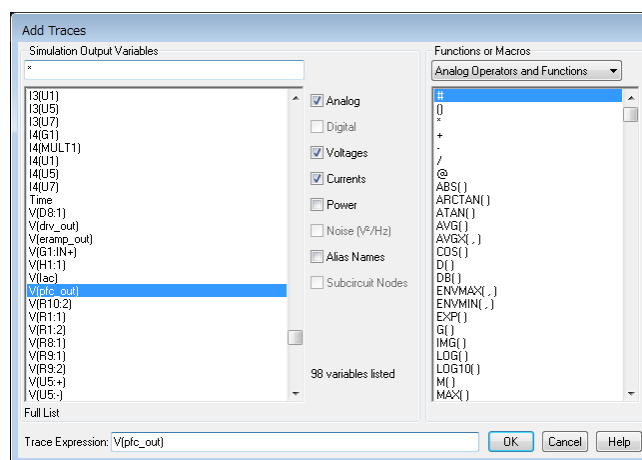 Add Traces
Simulation Output Variables
*
I3(U1)
I3(U5)
I3(U7)
I4(G1)
I4(MULT1)
I4(U1)
I4(U5)
I4(U7)
Time
V(D8:1)
V(drv_out)
V(eramp_out)
V(G1:IN+)
V(H1:1)
V(Iac)
V(pfc_out)
V(R10:2)
V(R1:1)
V(R1:2)
V(R8:1)
V(R9:1)
V(R9:2)
V(U5:+)
V(U5:-)
Full List
Analog
Digital
Voltages
Currents
Power
Noise (V²/Hz)
Alias Names
Subcircuit Nodes
98 variables listed
Functions or Macros
Analog Operators and Functions
#
()
*
+
-
/
@
ABS()
ARCTAN()
ATAN()
AVG()
AVGX(,)
COS()
D()
DB()
ENVMAX(,)
ENVMIN(,)
EXP()
G()
IMG()
LOG()
LOG10()
M()
MAX()
Trace Expression: V(pfc_out)
OK Cancel Help